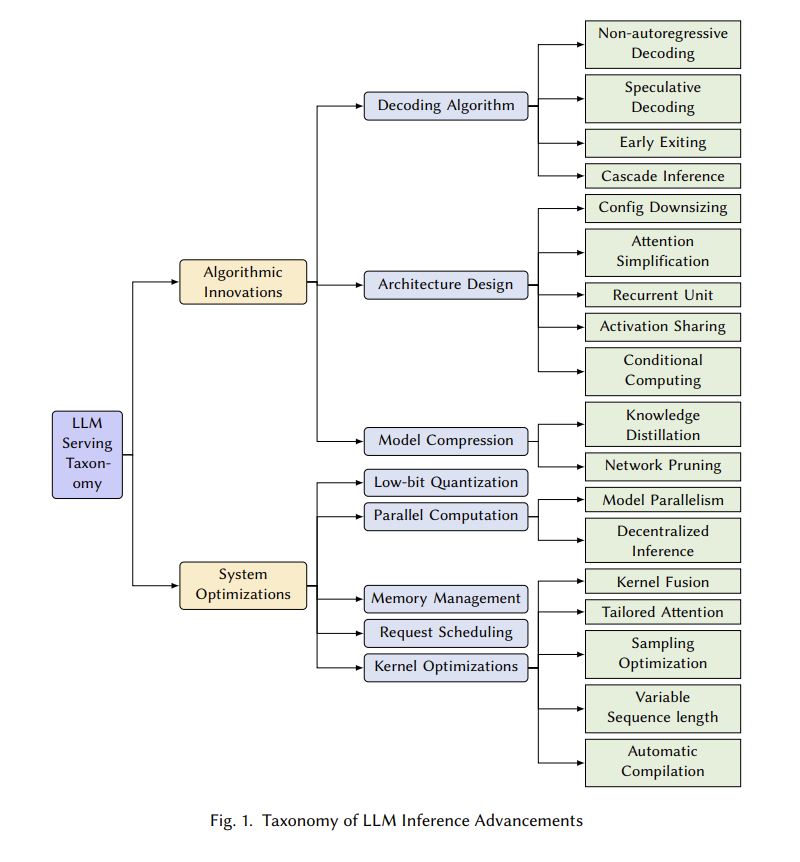 LLM
Serving
Taxon-
omy
Algorithmic
Innovations
Decoding Algorithm
Non-autoregressive
Decoding
Speculative
Decoding
Early Exiting
Cascade Inference
Architecture Design
Config Downsizing
Attention
Simplification
Recurrent Unit
Activation Sharing
Conditional
Computing
Model Compression
Knowledge
Distillation
Network Pruning
System
Optimizations
Low-bit Quantization
Parallel Computation
Model Parallelism
Decentralized
Inference
Memory Management
Request Scheduling
Kernel Optimizations
Kernel Fusion
Tailored Attention
Sampling
Optimization
Variable
Sequence length
Automatic
Compilation
Fig. 1. Taxonomy of LLM Inference Advancements